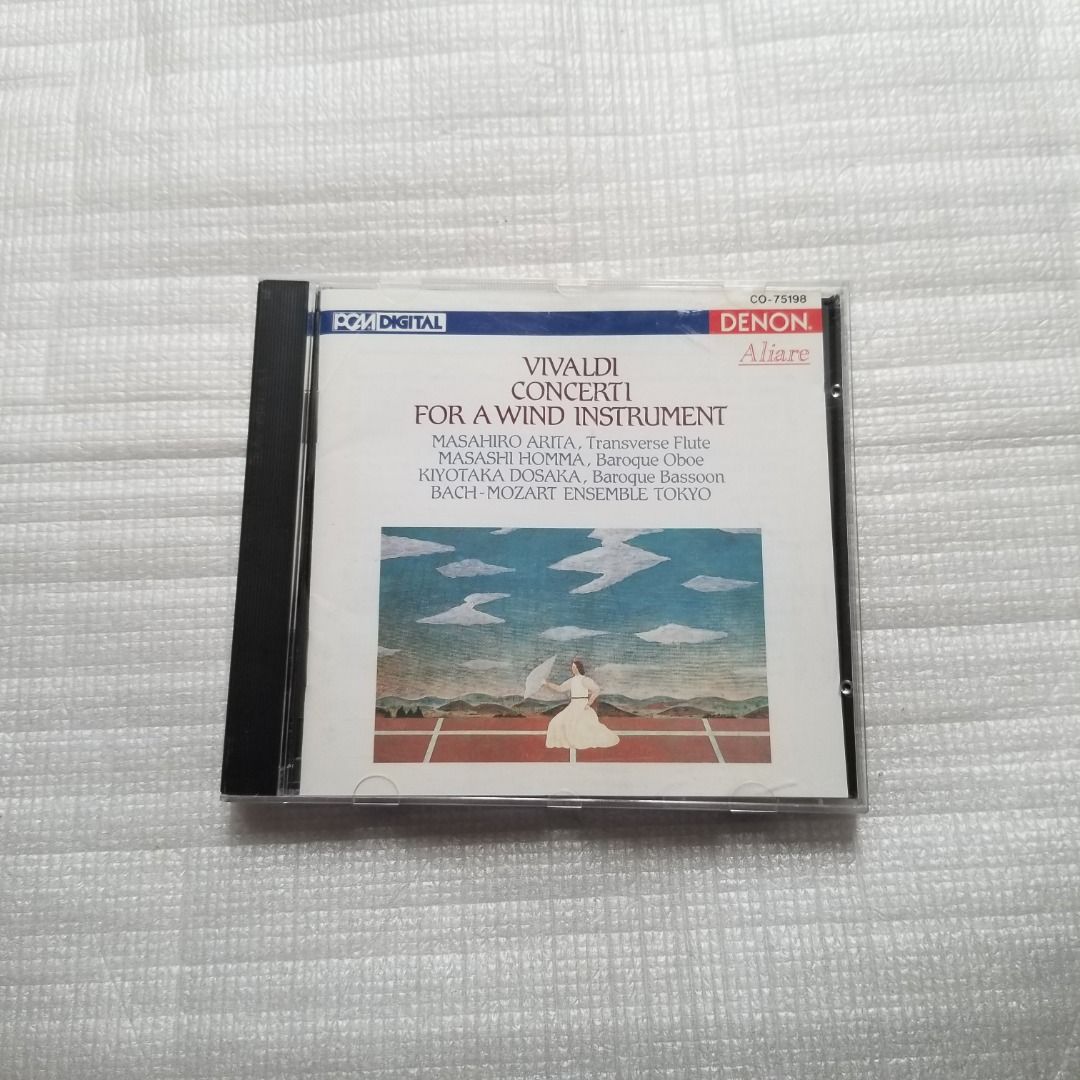 CO-75198
PCM DIGITAL
DENON®
Aliare
VIVALDI
CONCERTI
FOR A WIND INSTRUMENT
MASAHIRO ARITA, Transverse Flute
MASASHI HOMMA, Baroque Oboe
KIYOTAKA DOSAKA, Baroque Bassoon
BACH-MOZART ENSEMBLE TOKYO